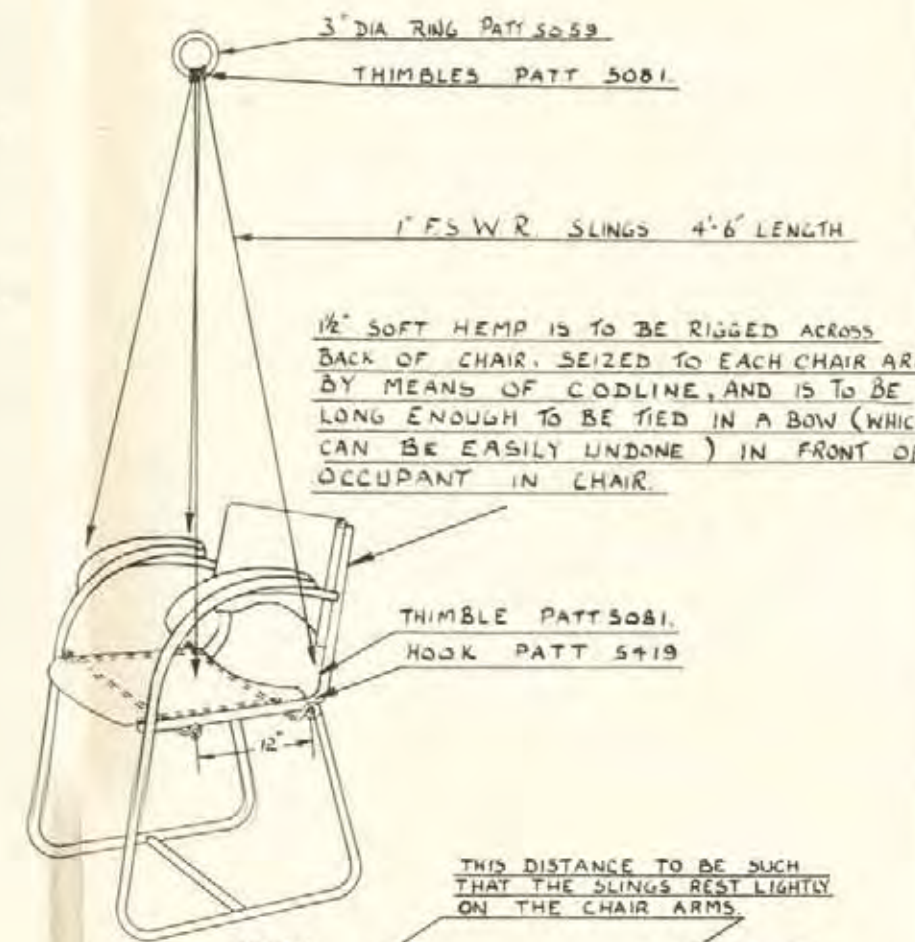 3" DIA RING PATT 5059
THIMBLES PATT 5081.
1" F.S W R. SLINGS 4'-6" LENGTH
1½" SOFT HEMP IS TO BE RIGGED ACROSS
BACK OF CHAIR. SEIZED TO EACH CHAIR AR
BY MEANS OF CODLINE, AND IS TO BE
LONG ENOUGH TO BE TIED IN A BOW (WHIC
CAN BE EASILY UNDONE) IN FRONT O
OCCUPANT IN CHAIR.
THIMBLE PATT 5081.
HOOK PATT 5419
12"
THIS DISTANCE TO BE SUCH
THAT THE SLINGS REST LIGHTLY
ON THE CHAIR ARMS.